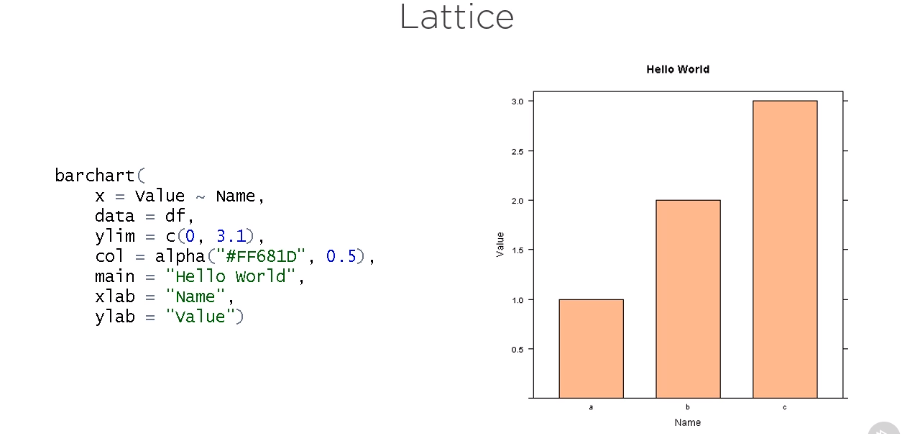 Lattice
barchart(
x = Value ~ Name,
data = df,
ylim = c(0, 3.1),
col = alpha("#FF681D", 0.5),
main = "Hello World",
xlab = "Name",
ylab = "Value")
Hello World
3.0
2.5
2.0
1.5
1.0
0.5
Value
a b c
Name